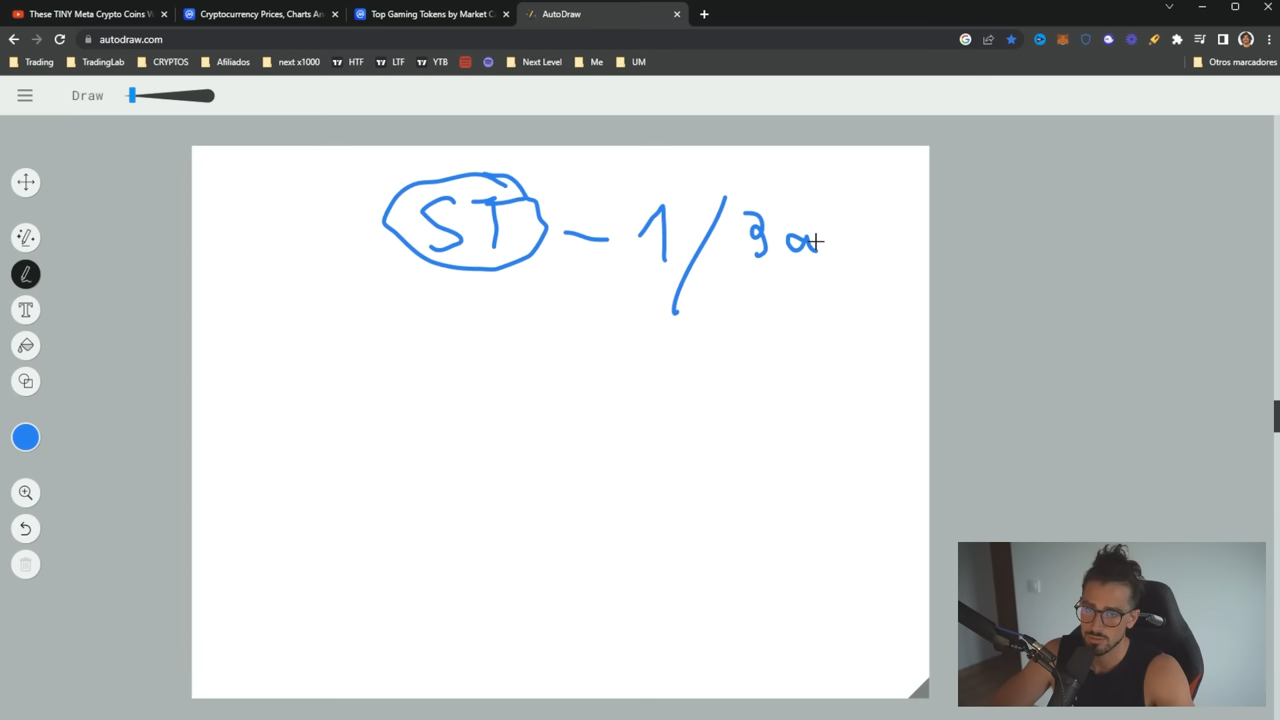 These TINY Meta Crypto Coins W
Cryptocurrency Prices, Charts An
Top Gaming Tokens by Market C
AutoDraw
autodraw.com
Trading TradingLab CRYPTOS Afiliados next x1000 HTF LTF YTB Next Level Me UM Otros marcadores
Draw
ST - 1/3 a